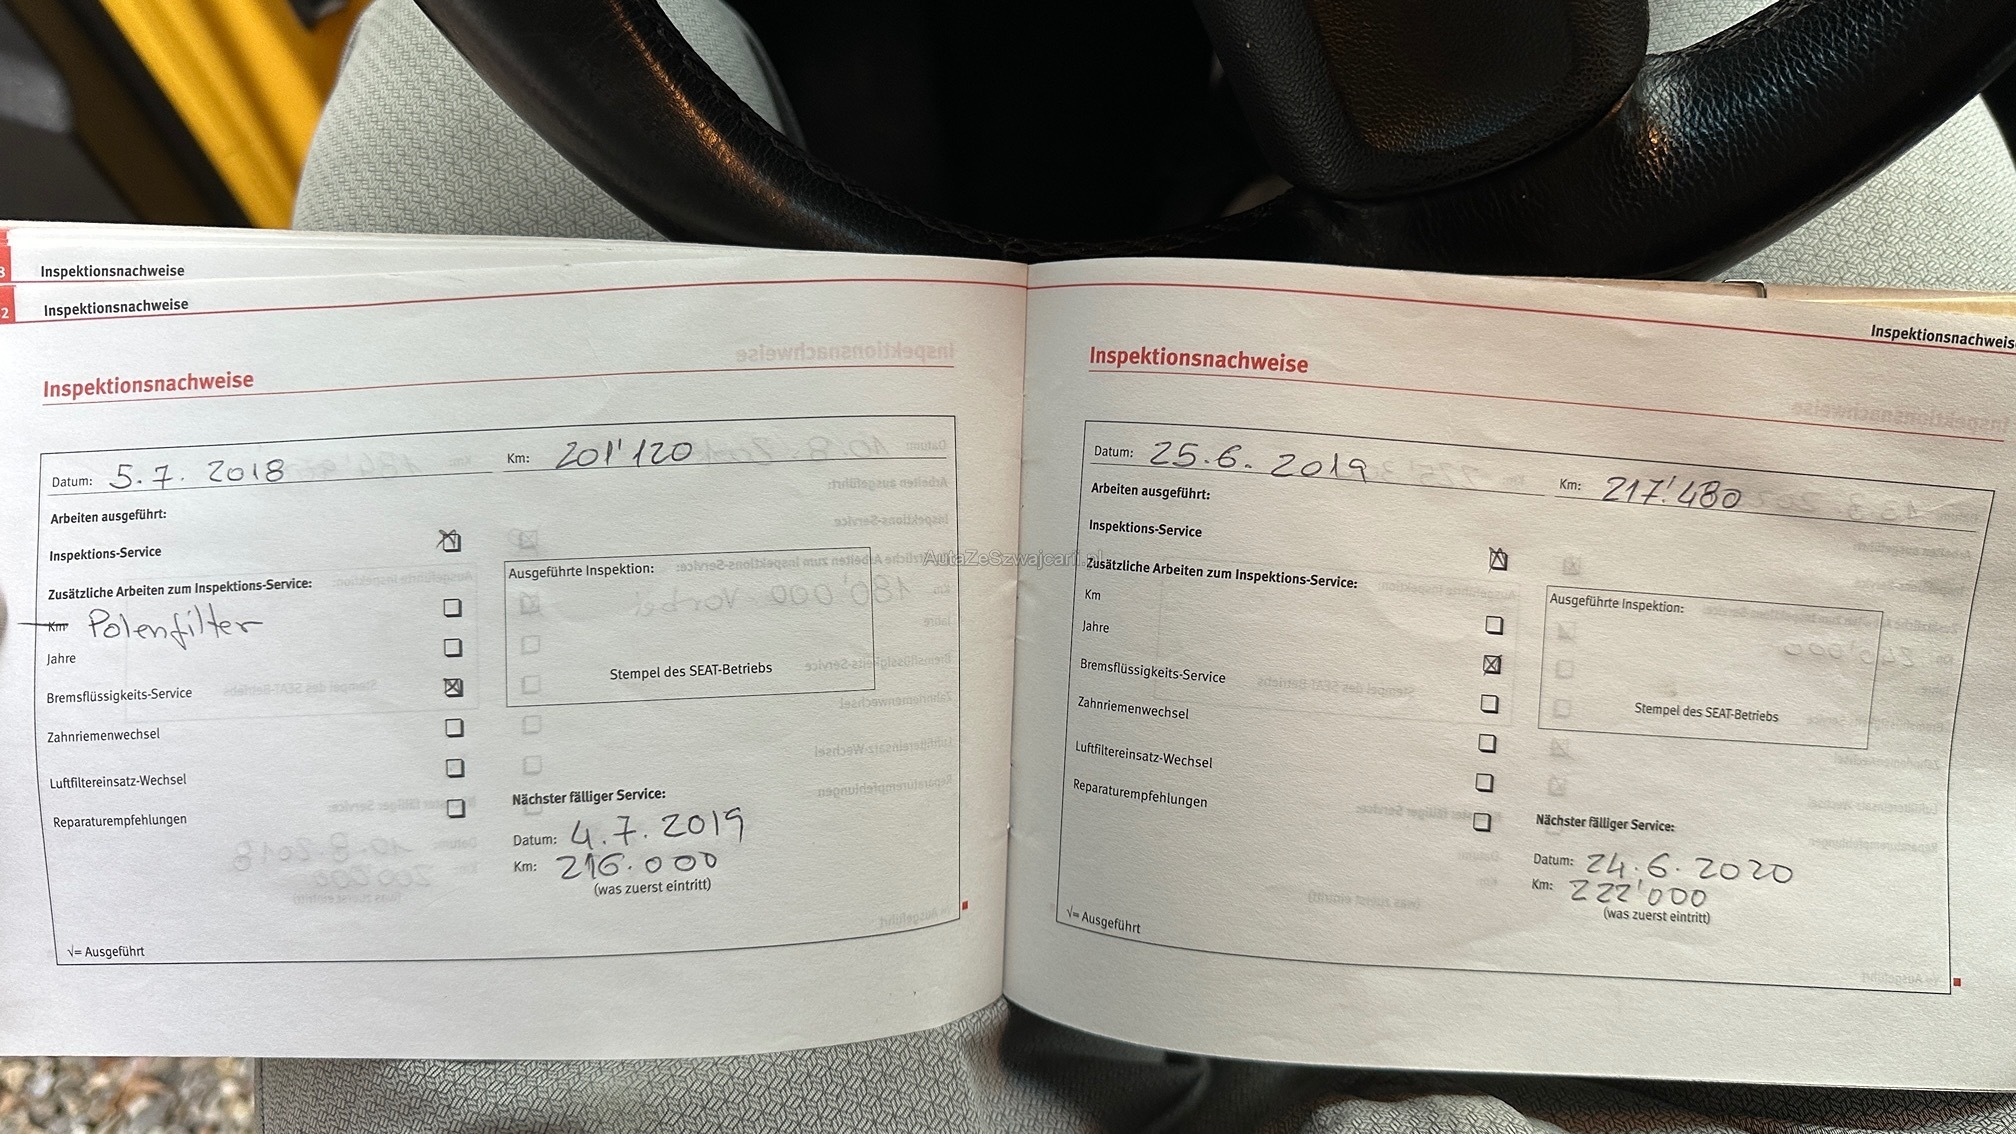 3 Inspektionsnachweise
2 Inspektionsnachweise
Inspektionsnachweise
Datum: 5.7. 2018 Km: 201'120
Arbeiten ausgeführt:
Inspektions-Service
Zusätzliche Arbeiten zum Inspektions-Service:
Km Polenfilter
Jahre
Bremsflüssigkeits-Service
Zahnriemenwechsel
Luftfiltereinsatz-Wechsel
Reparaturempfehlungen
√= Ausgeführt
Ausgeführte Inspektion:
Stempel des SEAT-Betriebs
Nächster fälliger Service:
Datum: 4.7.2019
Km: 216.000
(was zuerst eintritt)
AutaZeSzwajcarii.pl
Inspektionsnachweis
Inspektionsnachweise
Datum: 25.6.2019 Km: 217'480
Arbeiten ausgeführt:
Inspektions-Service
Zusätzliche Arbeiten zum Inspektions-Service:
Km
Jahre
Bremsflüssigkeits-Service
Zahnriemenwechsel
Luftfiltereinsatz-Wechsel
Reparaturempfehlungen
√= Ausgeführt
Ausgeführte Inspektion:
Stempel des SEAT-Betriebs
Nächster fälliger Service:
Datum: 24.6.2020
Km: 222'000
(was zuerst eintritt)